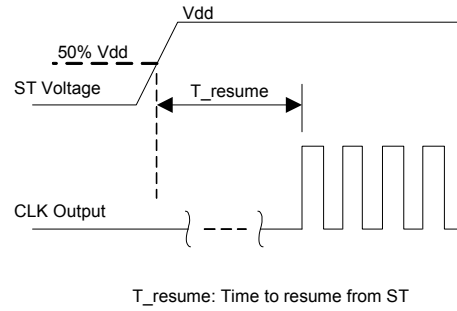 Vdd
50% Vdd
ST Voltage
T_resume
CLK Output
T_resume: Time to resume from ST